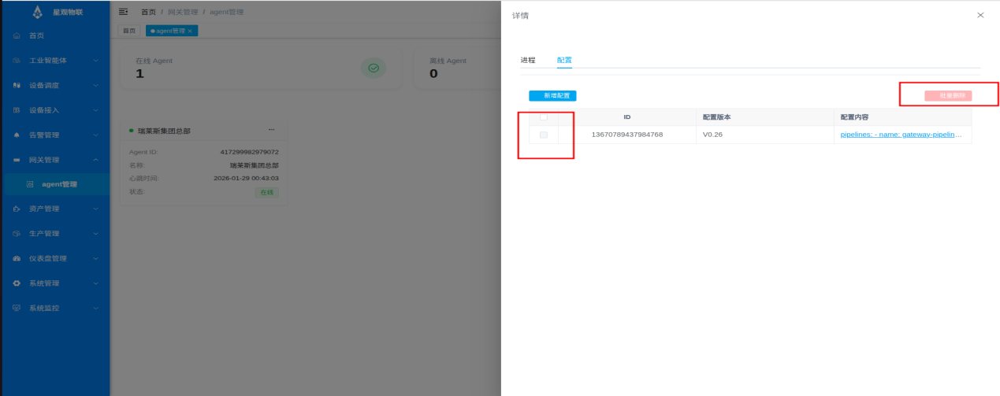 星观物联
首页 / 网关管理 / agent管理
详情
首页
agent管理 ×
首页
工业智能体
设备调度
设备接入
告警管理
网关管理
agent管理
资产管理
生产管理
仪表盘管理
系统管理
系统监控
在线 Agent
1
离线 Agent
0
瑞莱斯集团总部
Agent ID: 417299982979072
名称: 瑞莱斯集团总部
心跳时间: 2026-01-29 00:43:03
状态: 在线
进程 配置
新增配置 批量删除
ID 配置版本 配置内容
13670789437984768 V0.26 pipelines: - name: gateway-pipelin...